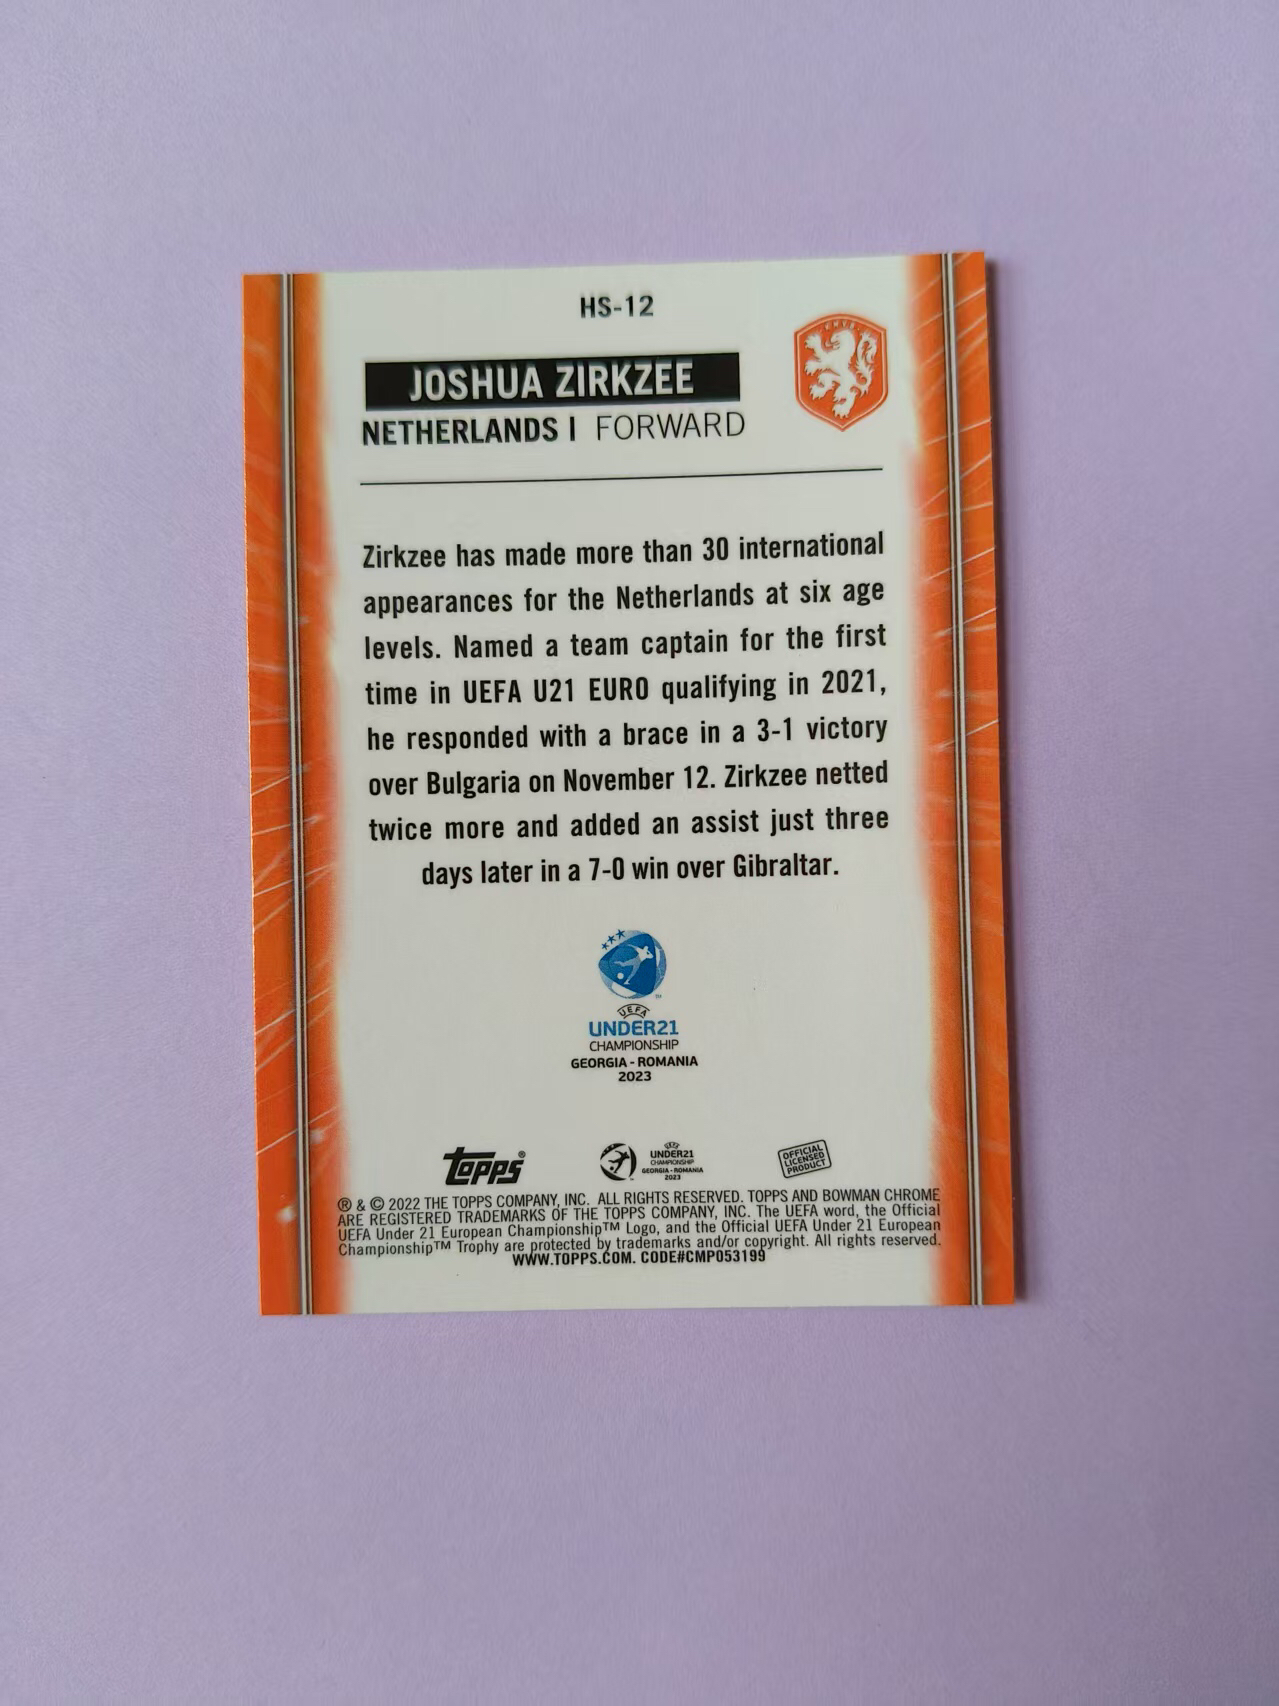 HS-12
KNVB
JOSHUA ZIRKZEE
NETHERLANDS I FORWARD
Zirkzee has made more than 30 international
appearances for the Netherlands at six age
levels. Named a team captain for the first
time in UEFA U21 EURO qualifying in 2021,
he responded with a brace in a 3-1 victory
over Bulgaria on November 12. Zirkzee netted
twice more and added an assist just three
days later in a 7-0 win over Gibraltar.
UEFA
UNDER21
CHAMPIONSHIP
GEORGIA - ROMANIA
2023
Topps®
UEFA
UNDER21
CHAMPIONSHIP
GEORGIA - ROMANIA
2023
OFFICIAL
LICENSED
PRODUCT
® & © 2022 THE TOPPS COMPANY, INC. ALL RIGHTS RESERVED. TOPPS AND BOWMAN CHROME
ARE REGISTERED TRADEMARKS OF THE TOPPS COMPANY, INC. The UEFA word, the Official
UEFA Under 21 European Championship™ Logo, and the Official UEFA Under 21 European
Championship™ Trophy are protected by trademarks and/or copyright. All rights reserved.
WWW.TOPPS.COM. CODE#CMP053199